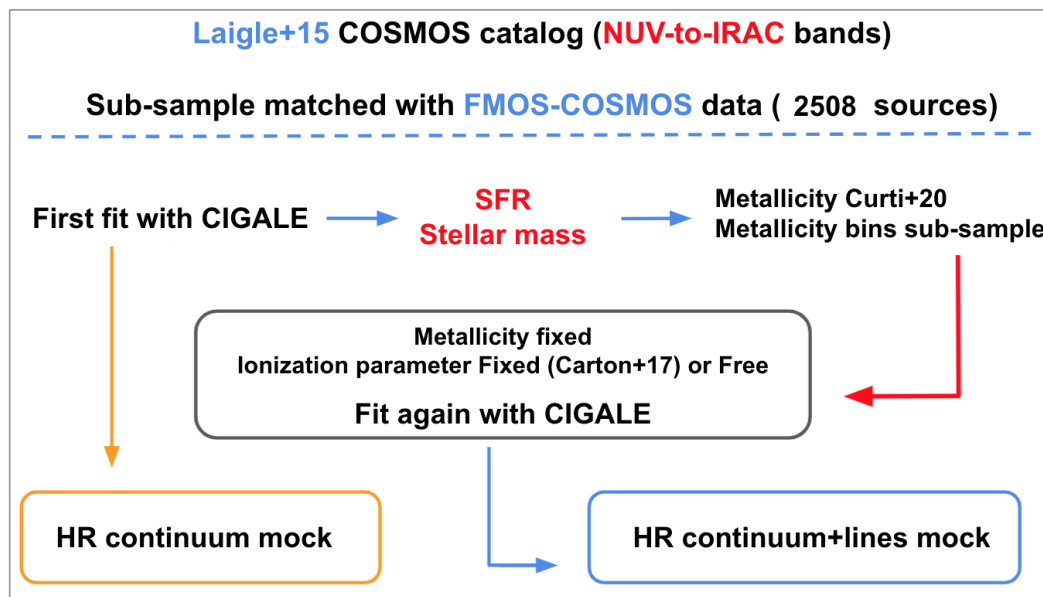 Laigle+15 COSMOS catalog (NUV-to-IRAC bands)
Sub-sample matched with FMOS-COSMOS data ( 2508 sources)
First fit with CIGALE
SFR
Stellar mass
Metallicity Curti+20
Metallicity bins sub-sample
Metallicity fixed
Ionization parameter Fixed (Carton+17) or Free
Fit again with CIGALE
HR continuum mock
HR continuum+lines mock